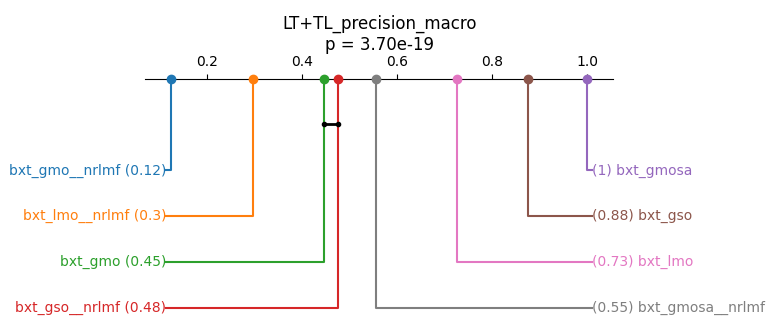 LT+TL_precision_macro
p = 3.70e-19
0.2 0.4 0.6 0.8 1.0
bxt_gmo__nrlmf (0.12) (1) bxt_gmosa
bxt_lmo__nrlmf (0.3) (0.88) bxt_gso
bxt_gmo (0.45) (0.73) bxt_lmo
bxt_gso__nrlmf (0.48) (0.55) bxt_gmosa__nrlmf